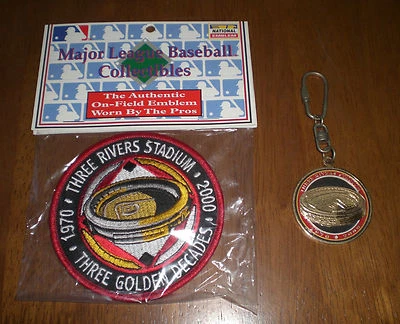 NATIONAL
EMBLEM
Major League Baseball
Collectibles
The Authentic
On-Field Emblem
Worn By The Pros
THREE RIVERS STADIUM
1970 • 2000
THREE GOLDEN DECADES